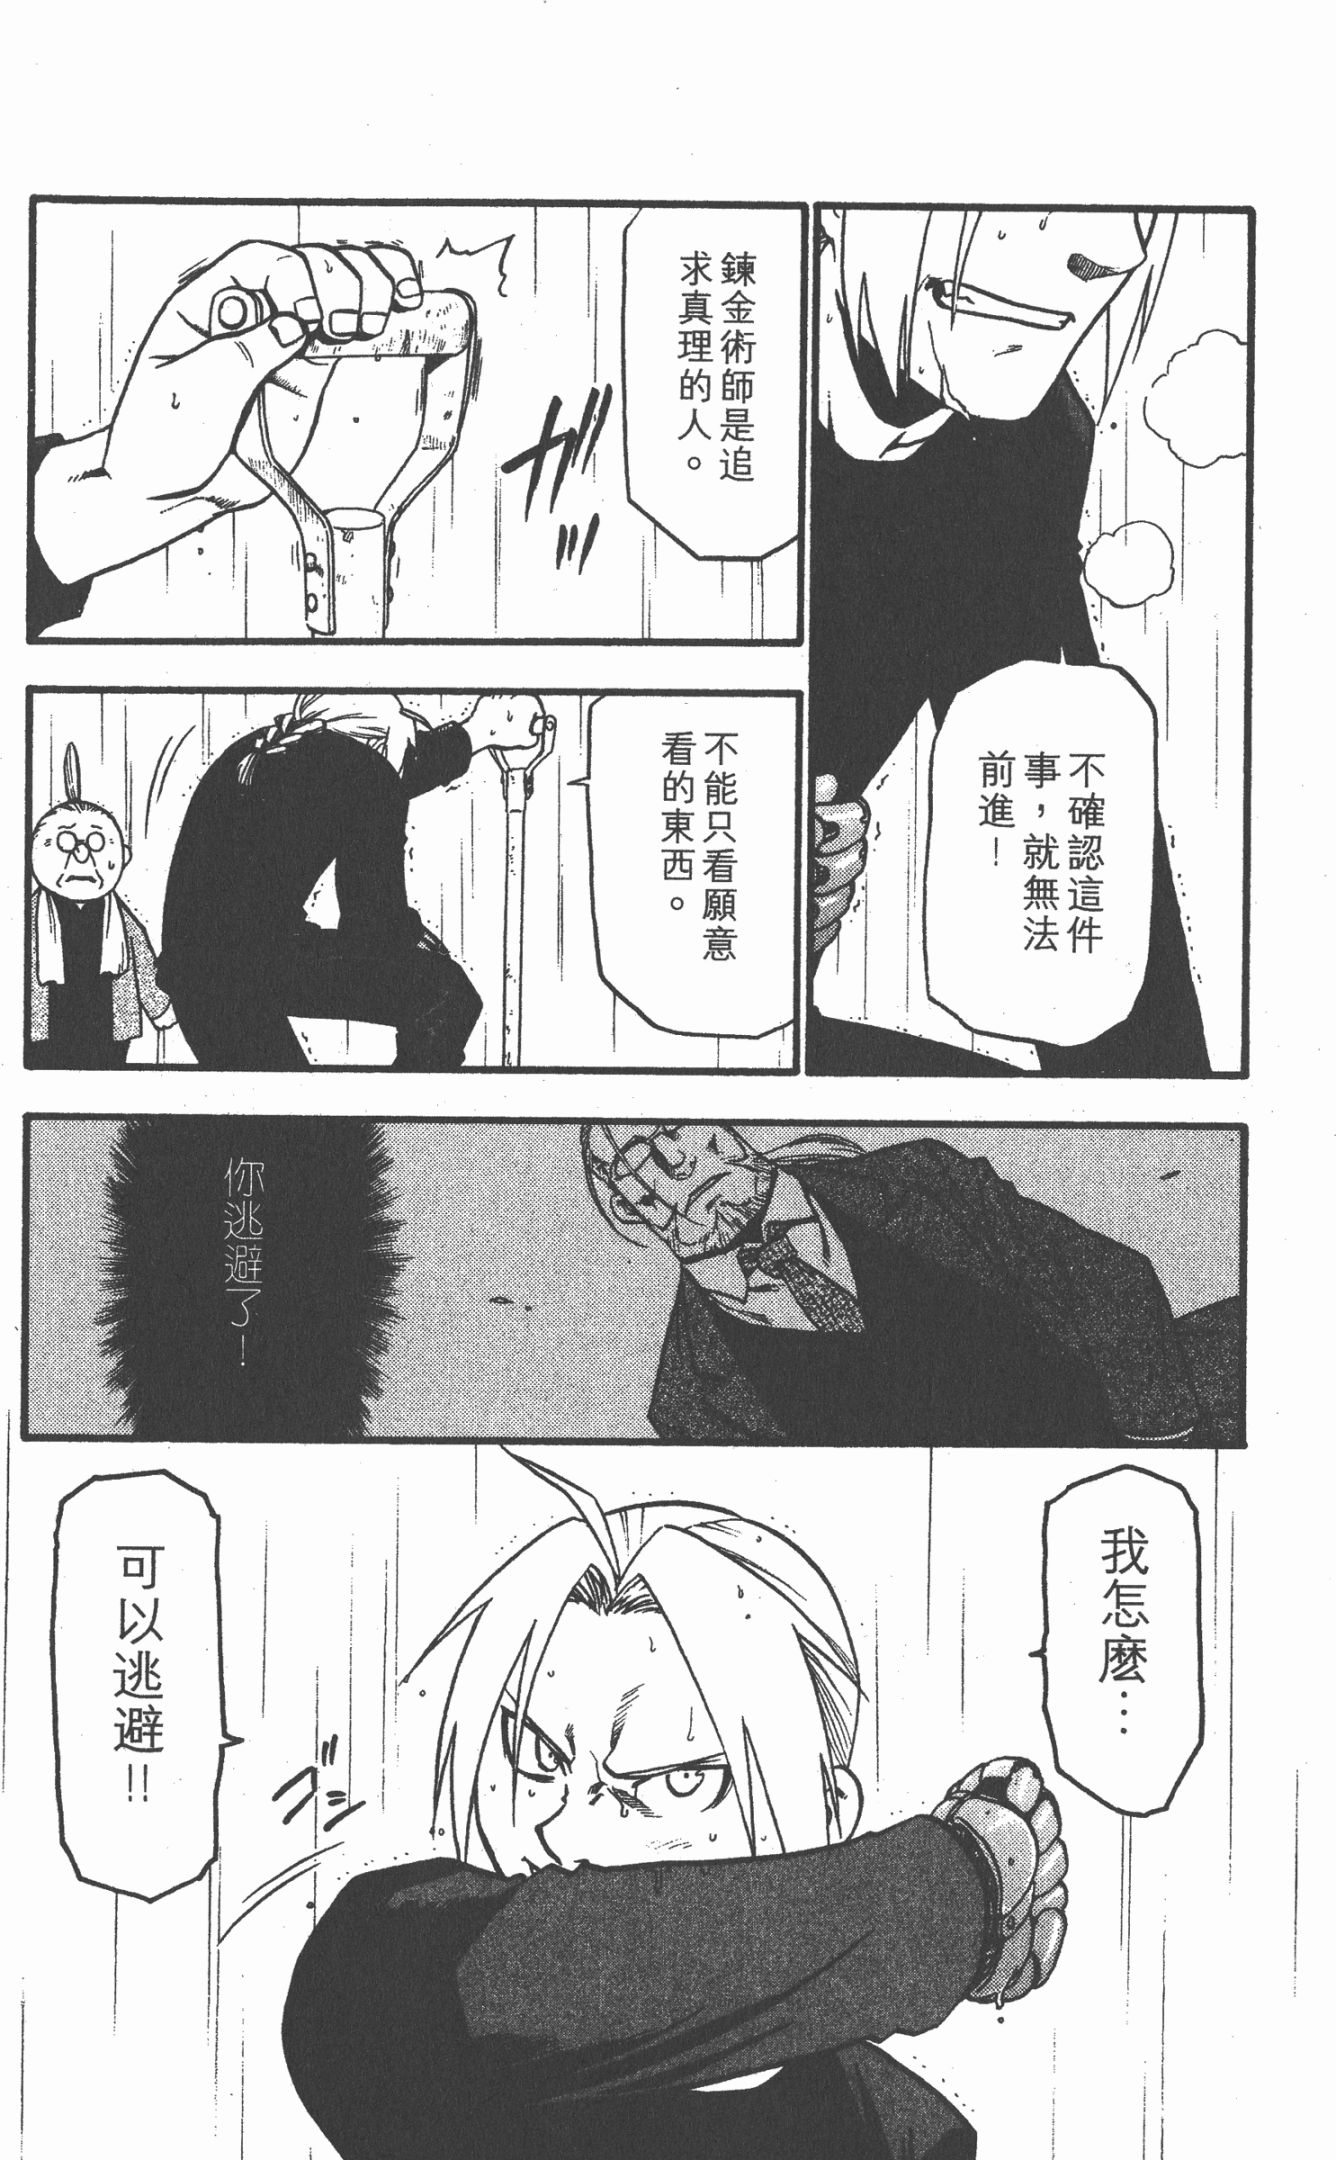 不確認這件
事，就無法
前進！
鍊金術師是追
求真理的人。
不能只看願意
看的東西。
你逃避了！
我怎麼…
可以逃避!!